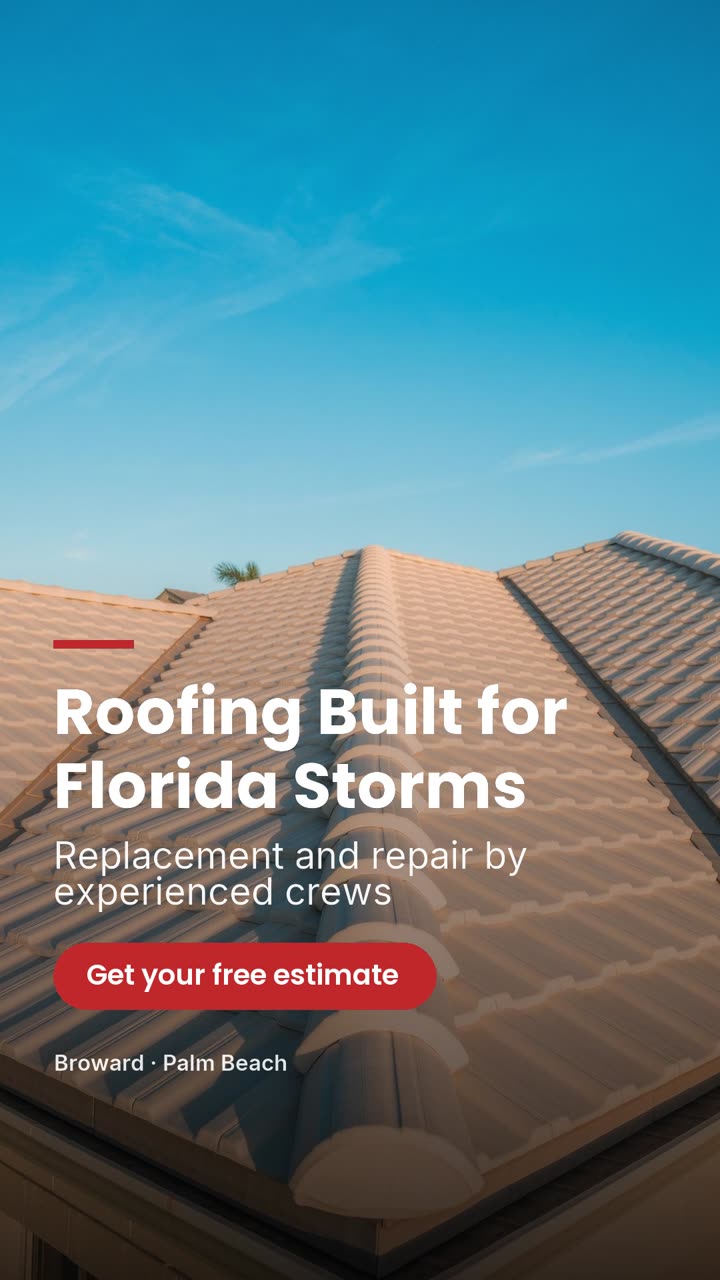 Roofing Built for
Florida Storms
Replacement and repair by
experienced crews
Get your free estimate
Broward · Palm Beach